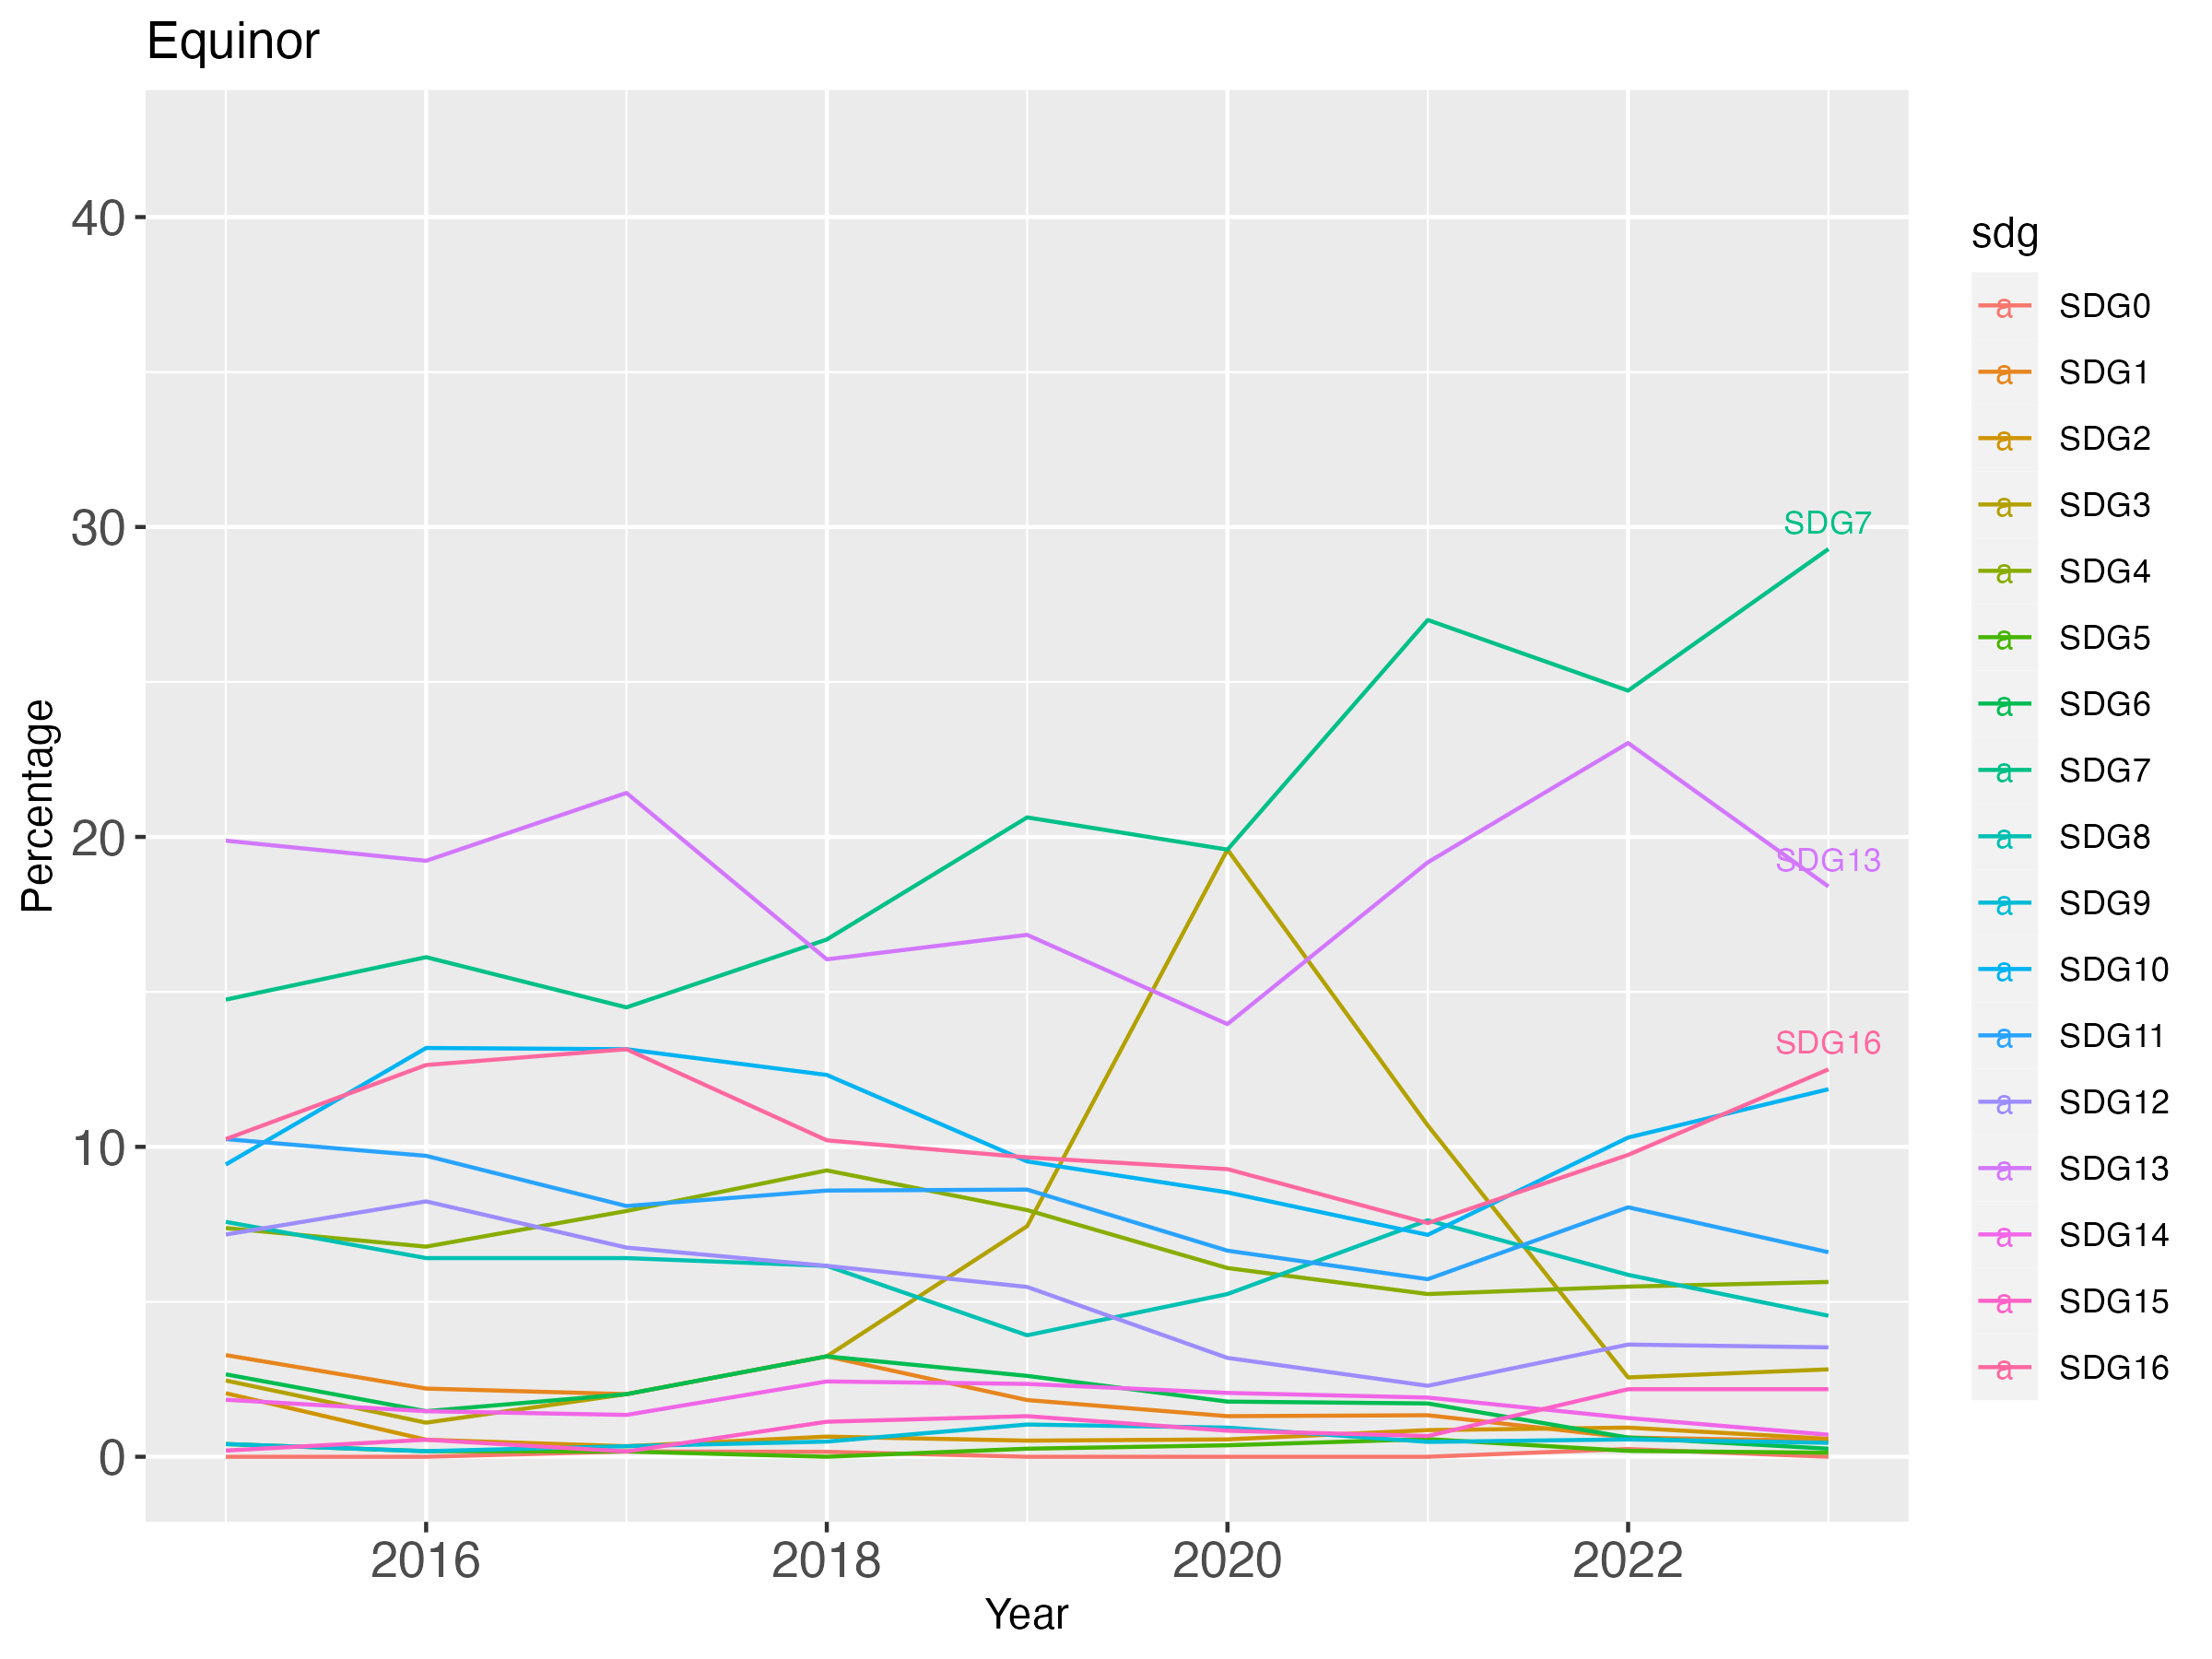 Equinor
40
30
20
10
0
Percentage
SDG7
SDG13
SDG16
2016 2018 2020 2022
Year
sdg
a SDG0
a SDG1
a SDG2
a SDG3
a SDG4
a SDG5
a SDG6
a SDG7
a SDG8
a SDG9
a SDG10
a SDG11
a SDG12
a SDG13
a SDG14
a SDG15
a SDG16